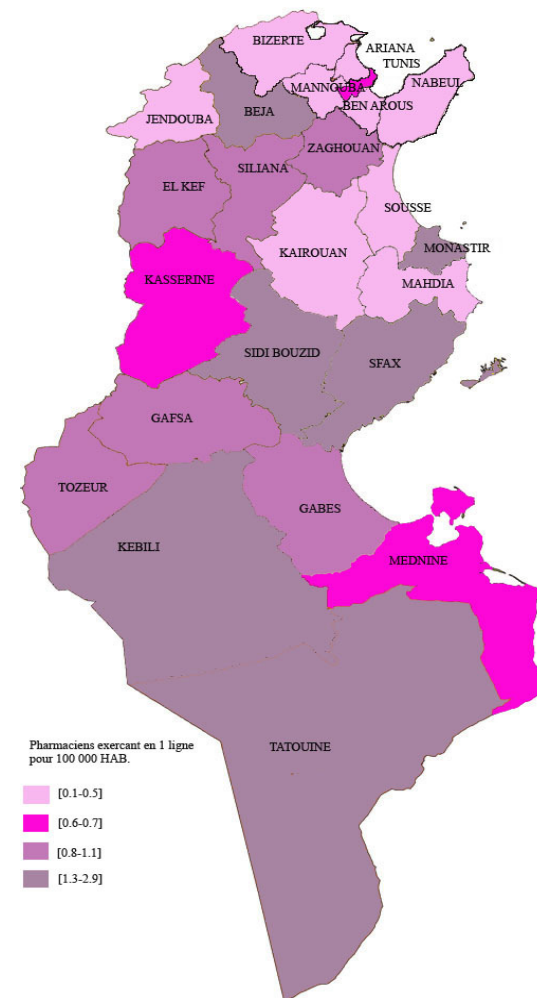 BIZERTE
ARIANA
TUNIS
NABEUL
MANNOUBA
BEN AROUS
BEJA
JENDOUBA
ZAGHOUAN
SILIANA
EL KEF
SOUSSE
MONASTIR
KAIROUAN
KASSERINE
MAHDIA
SIDI BOUZID
SFAX
GAFSA
TOZEUR
GABES
KEBILI
MEDNINE
TATOUINE
Pharmaciens exercant en 1 ligne
pour 100 000 HAB.
[0.1-0.5]
[0.6-0.7]
[0.8-1.1]
[1.3-2.9]